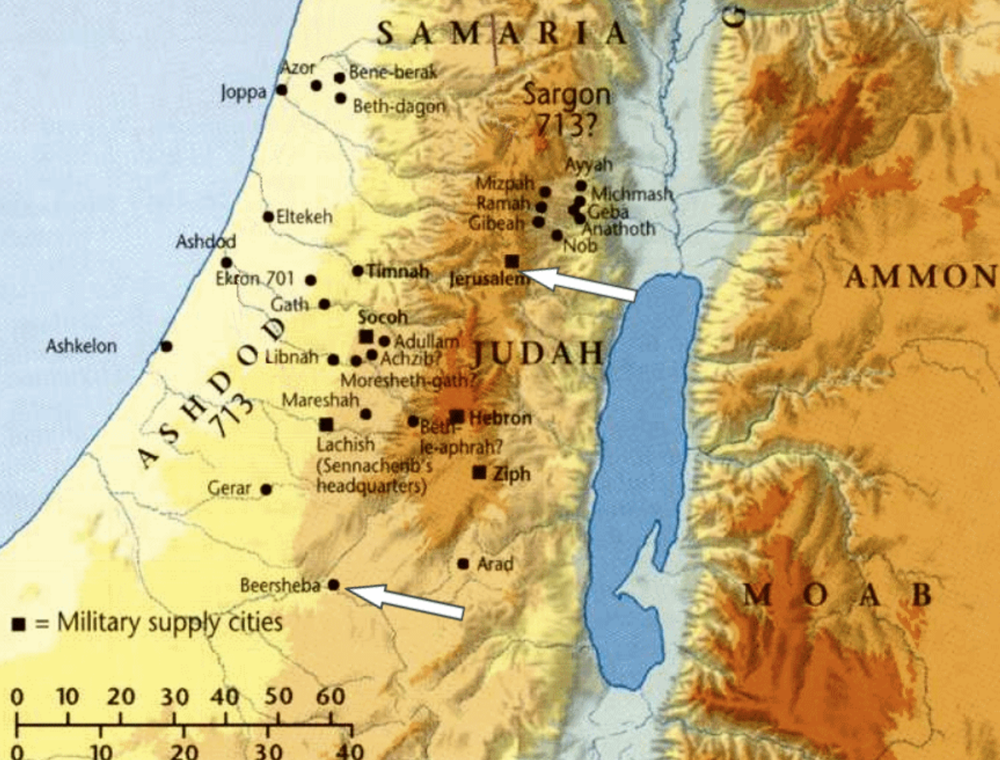 SAMARIA
G
Azor
Bene-berak
Joppa
Beth-dagon
Sargon
713?
Ayyah
Mizpah
Michmash
Ramah
Geba
Gibeah
Anathoth
Nob
Eltekeh
Ashdod
Ekron 701
Timnah
Jerusalem
AMMON
Gath
Socoh
Adullam
Ashkelon
Libnah
Achzib?
JUDAH
Moresheth-gath?
ASHDOD
713
Mareshah
Hebron
Beth-
le-aphrah?
Lachish
(Sennacherib's
headquarters)
Ziph
Gerar
Arad
Beersheba
MOAB
= Military supply cities
0 10 20 30 40 50 60
0 10 20 30 40